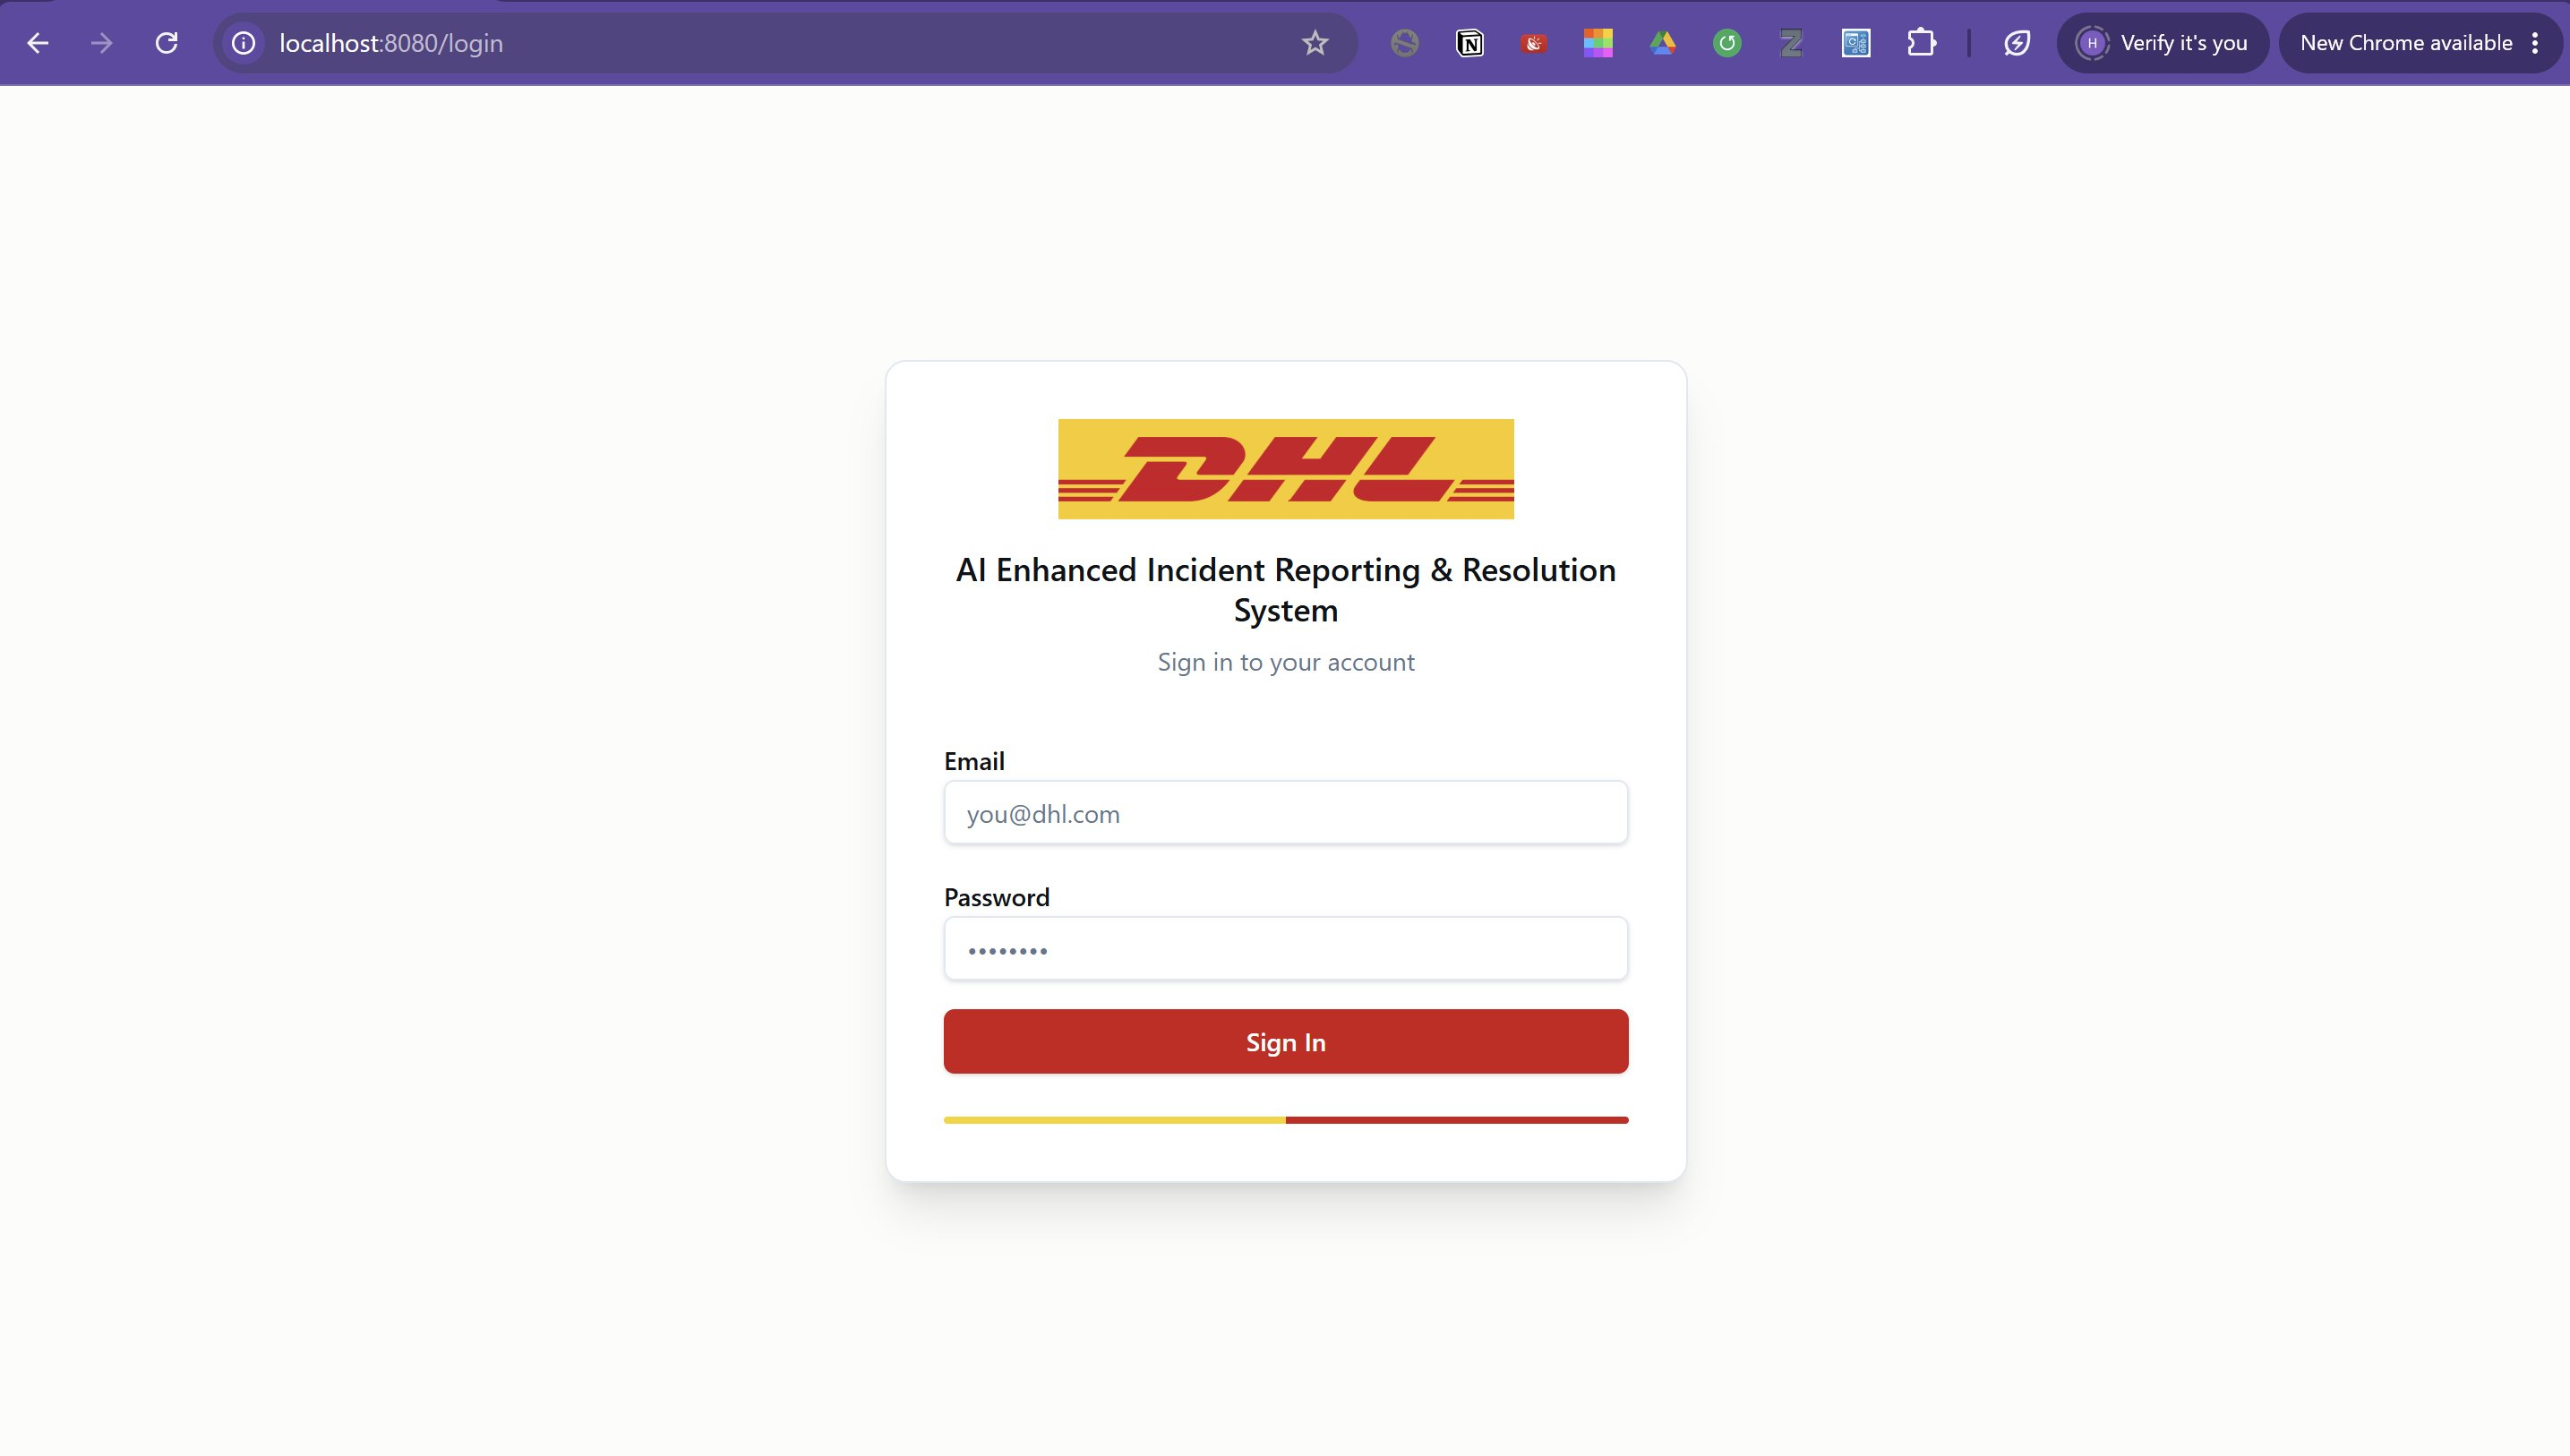 localhost:8080/login
N
Z
H
Verify it's you
New Chrome available
DHL
AI Enhanced Incident Reporting & Resolution
System
Sign in to your account
Email
you@dhl.com
Password
••••••••
Sign In